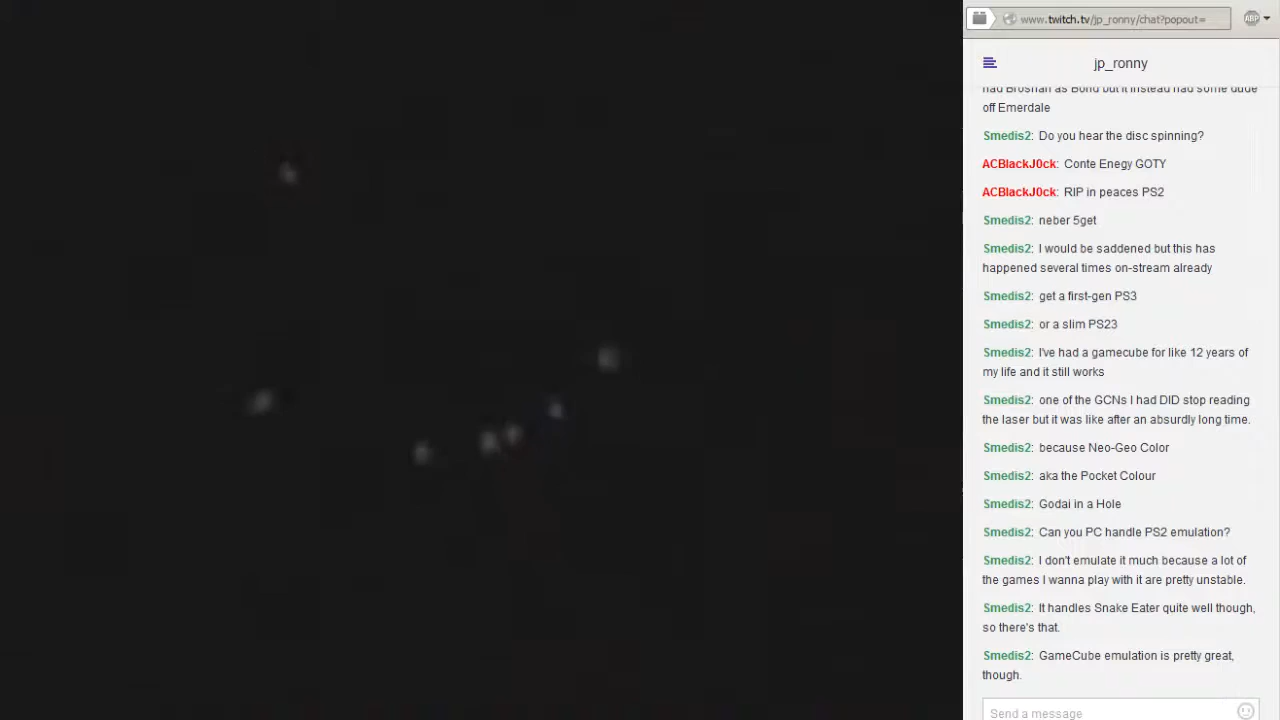 www.twitch.tv/jp_ronny/chat?popout=
ABP
jp_ronny
had Brosnan as Bond but it instead had some dude
off Emerdale
Smedis2: Do you hear the disc spinning?
ACBlackJ0ck: Conte Enegy GOTY
ACBlackJ0ck: RIP in peaces PS2
Smedis2: neber 5get
Smedis2: I would be saddened but this has
happened several times on-stream already
Smedis2: get a first-gen PS3
Smedis2: or a slim PS23
Smedis2: I've had a gamecube for like 12 years of
my life and it still works
Smedis2: one of the GCNs I had DID stop reading
the laser but it was like after an absurdly long time.
Smedis2: because Neo-Geo Color
Smedis2: aka the Pocket Colour
Smedis2: Godai in a Hole
Smedis2: Can you PC handle PS2 emulation?
Smedis2: I don't emulate it much because a lot of
the games I wanna play with it are pretty unstable.
Smedis2: It handles Snake Eater quite well though,
so there's that.
Smedis2: GameCube emulation is pretty great,
though.
Send a message